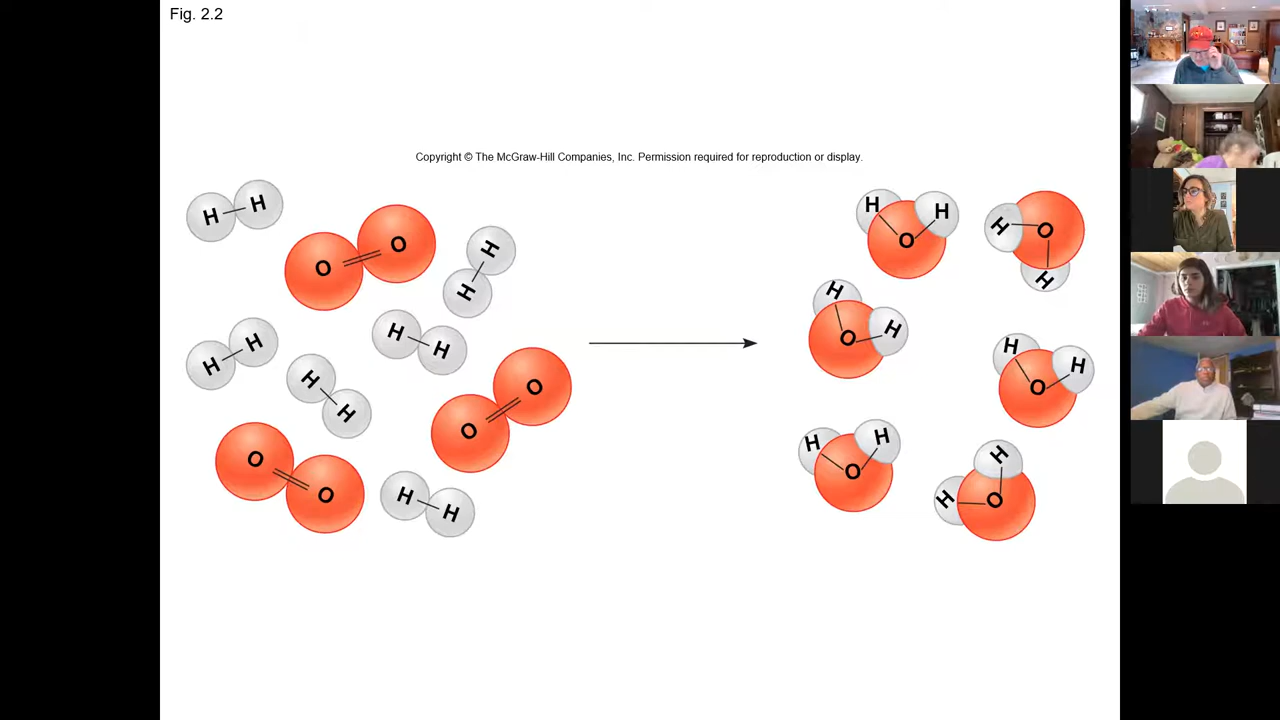 Fig. 2.2
Copyright © The McGraw-Hill Companies, Inc. Permission required for reproduction or display.
H H
O O
H H
H H
H H
H H
O O
O O
H H
H H
O
H
O
H
H
H
O
H H
O
H H
O
H
H
O